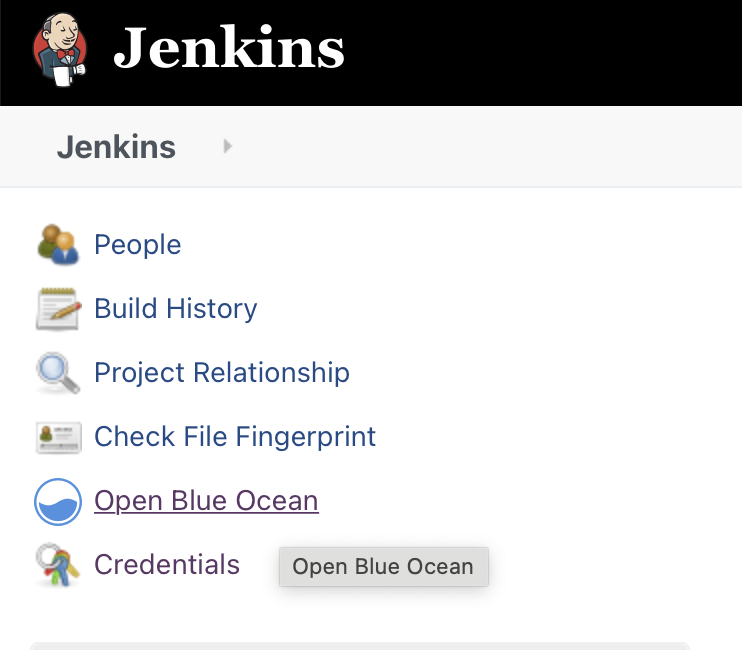 Jenkins
Jenkins
People
Build History
Project Relationship
Check File Fingerprint
Open Blue Ocean
Credentials
Open Blue Ocean